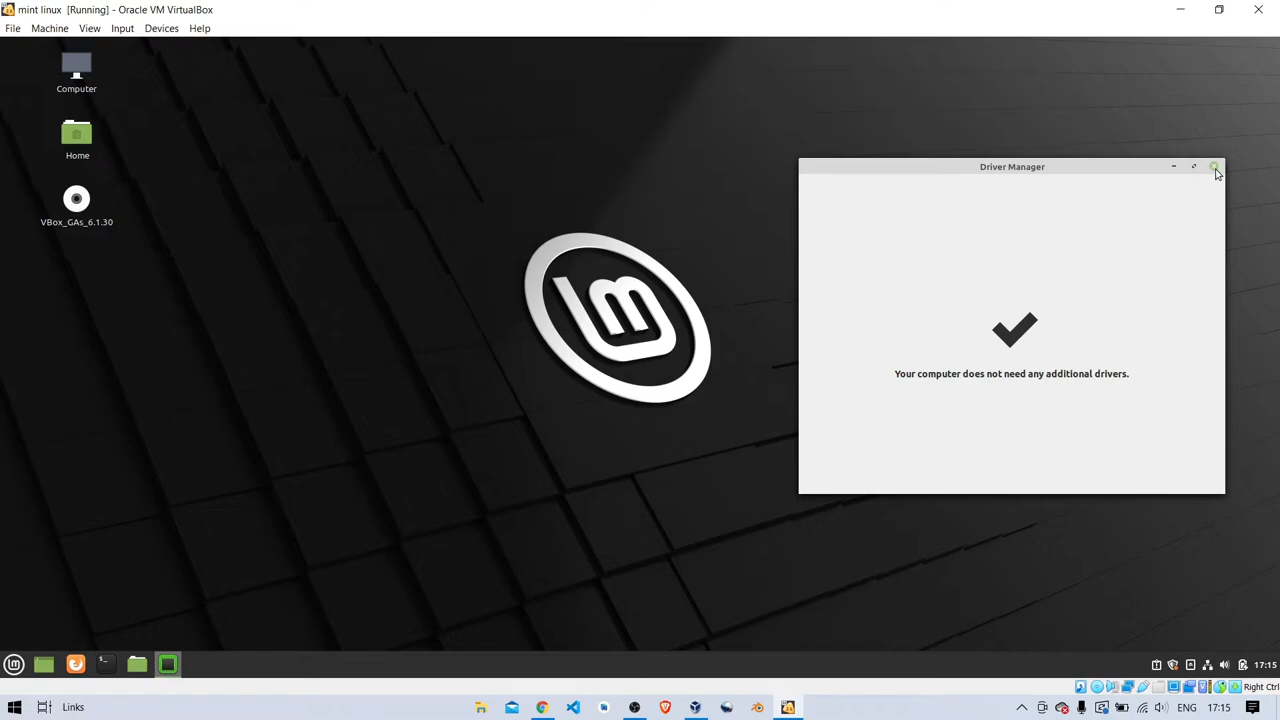 mint linux [Running] - Oracle VM VirtualBox
File Machine View Input Devices Help
Computer
Home
VBox_GAs_6.1.30
Driver Manager
Your computer does not need any additional drivers.
17:15
Right Ctrl
Links
ENG 17:15